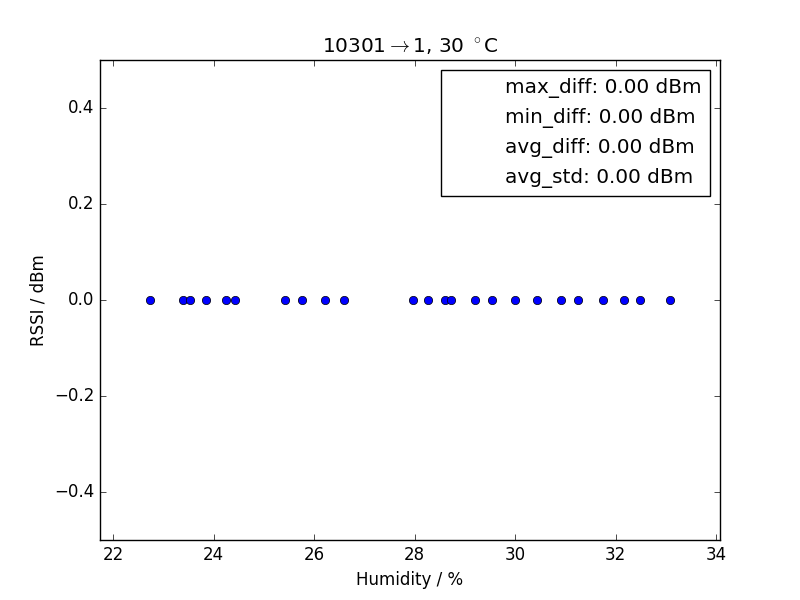 10301→1, 30 °C
max_diff: 0.00 dBm
min_diff: 0.00 dBm
avg_diff: 0.00 dBm
avg_std: 0.00 dBm
RSSI / dBm
0.4
0.2
0.0
−0.2
−0.4
22 24 26 28 30 32 34
Humidity / %